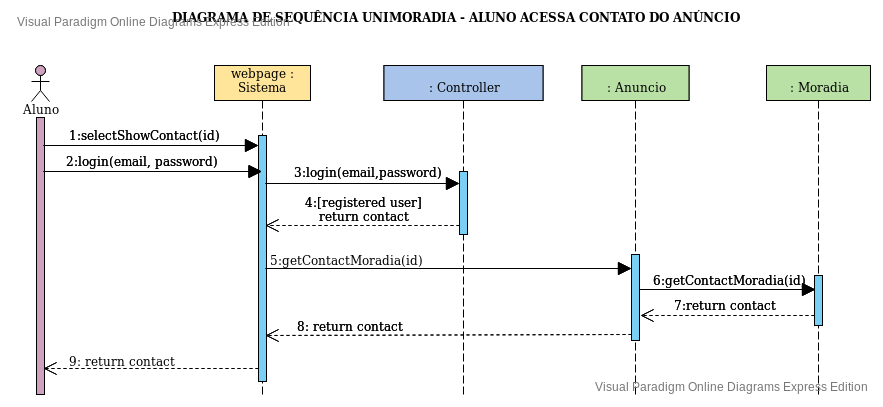 DIAGRAMA DE SEQUÊNCIA UNIMORADIA - ALUNO ACESSA CONTATO DO ANÚNCIO
Visual Paradigm Online Diagrams Express Edition
webpage :
Sistema
: Controller
: Anuncio
: Moradia
Aluno
1:selectShowContact(id)
2:login(email, password)
3:login(email,password)
4:[registered user]
return contact
5:getContactMoradia(id)
6:getContactMoradia(id)
7:return contact
8: return contact
9: return contact
Visual Paradigm Online Diagrams Express Edition